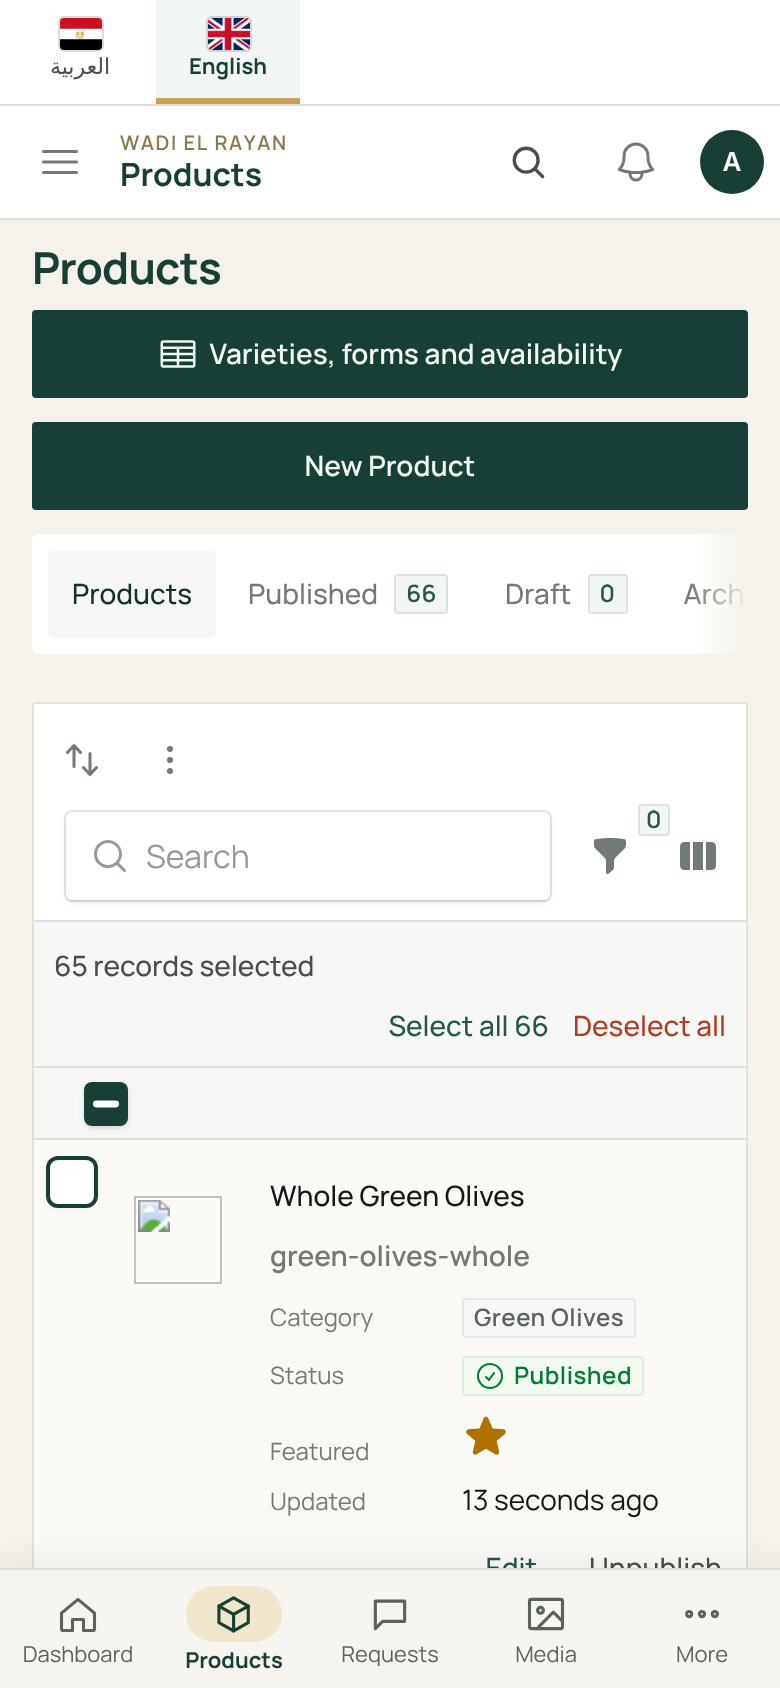 العربية
English
WADI EL RAYAN
Products
A
Products
Varieties, forms and availability
New Product
Products
Published 66
Draft 0
Arch
Search
0
65 records selected
Select all 66
Deselect all
Whole Green Olives
green-olives-whole
Category Green Olives
Status Published
Featured
Updated 13 seconds ago
Edit Unpublish
Dashboard
Products
Requests
Media
More